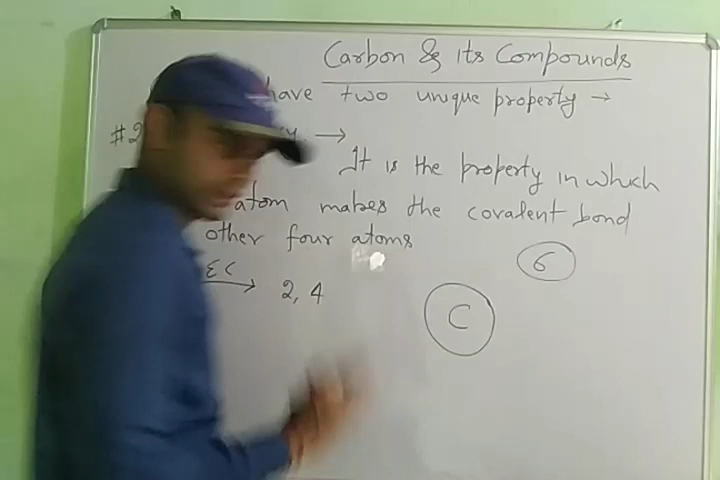 Carbon & its Compounds
have two unique property →
#2 →
It is the property in which
atom makes the covalent bond
other four atoms
6
EC
2, 4
C